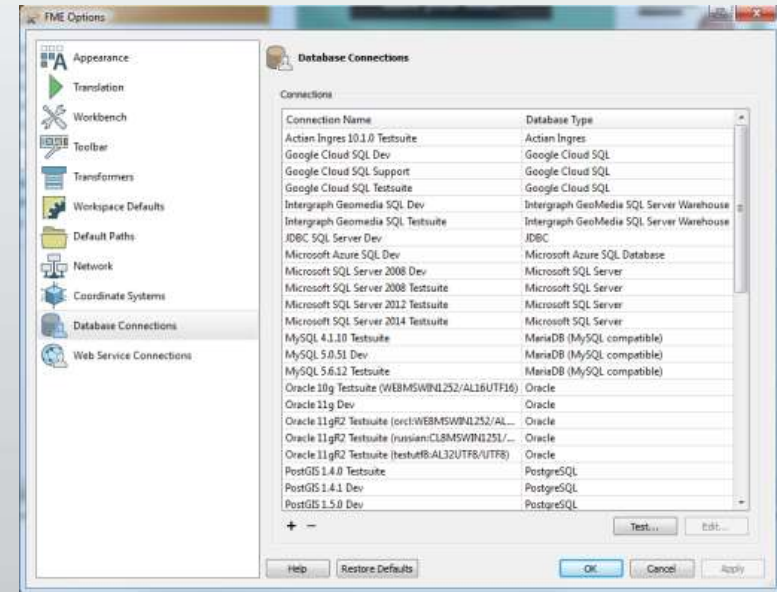 FME Options
Appearance
Translation
Workbench
Toolbar
Transformers
Workspace Defaults
Default Paths
Network
Coordinate Systems
Database Connections
Web Service Connections
Database Connections
Connections
Connection Name Database Type
Actian Ingres 10.1.0 Testsuite Actian Ingres
Google Cloud SQL Dev Google Cloud SQL
Google Cloud SQL Support Google Cloud SQL
Google Cloud SQL Testsuite Google Cloud SQL
Intergraph Geomedia SQL Dev Intergraph GeoMedia SQL Server Warehouse
Intergraph Geomedia SQL Testsuite Intergraph GeoMedia SQL Server Warehouse
JDBC SQL Server Dev JDBC
Microsoft Azure SQL Dev Microsoft Azure SQL Database
Microsoft SQL Server 2008 Dev Microsoft SQL Server
Microsoft SQL Server 2008 Testsuite Microsoft SQL Server
Microsoft SQL Server 2012 Testsuite Microsoft SQL Server
Microsoft SQL Server 2014 Testsuite Microsoft SQL Server
MySQL 4.1.10 Testsuite MariaDB (MySQL compatible)
MySQL 5.0.51 Dev MariaDB (MySQL compatible)
MySQL 5.6.12 Testsuite MariaDB (MySQL compatible)
Oracle 10g Testsuite (WE8MSWIN1252/AL16UTF16) Oracle
Oracle 11g Dev Oracle
Oracle 11gR2 Testsuite (orcl:WE8MSWIN1252/AL... Oracle
Oracle 11gR2 Testsuite (russian:CL8MSWIN1251/... Oracle
Oracle 11gR2 Testsuite (testutf8:AL32UTF8/UTF8) Oracle
PostGIS 1.4.0 Testsuite PostgreSQL
PostGIS 1.4.1 Dev PostgreSQL
PostGIS 1.5.0 Dev PostgreSQL
+ − Test... Edit...
Help Restore Defaults OK Cancel Apply